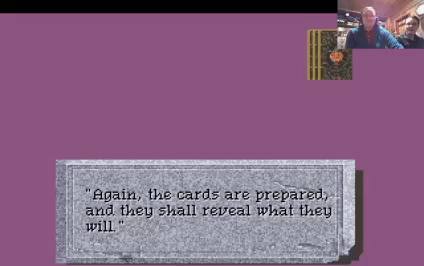 "Again, the cards are prepared,
and they shall reveal what they
will."